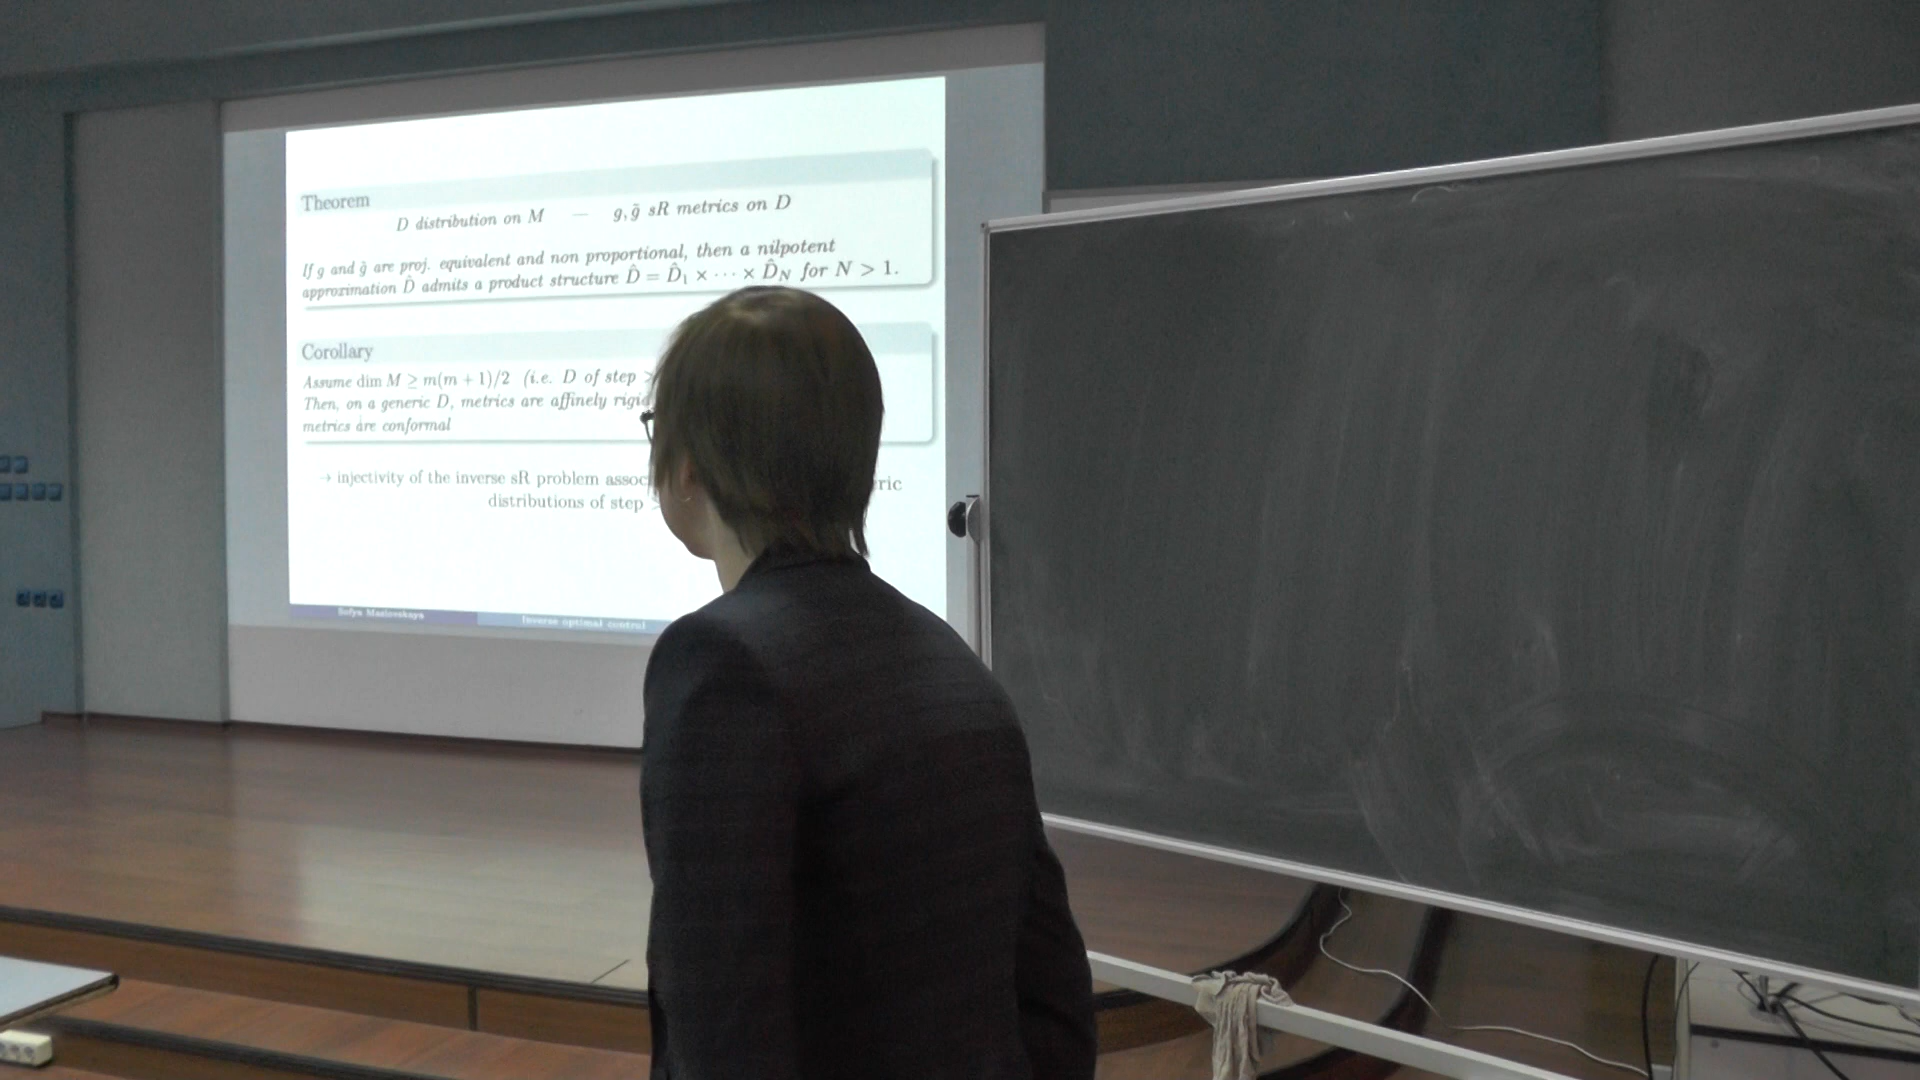 Theorem
D distribution on M — g, g̃ sR metrics on D
If g and g̃ are proj. equivalent and non proportional, then a nilpotent
approximation D̂ admits a product structure D̂ = D̂₁ × ··· × D̂_N for N > 1.
Corollary
Assume dim M ≥ m(m + 1)/2 (i.e. D of step >
Then, on a generic D, metrics are affinely rigid
metrics are conformal
→ injectivity of the inverse sR problem
distributions of step >
Sofya Maslovskaya
Inverse optimal control